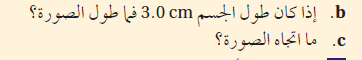 b. إذا كان طول الجسم 3.0 cm فما طول الصورة؟
c. ما اتجاه الصورة؟